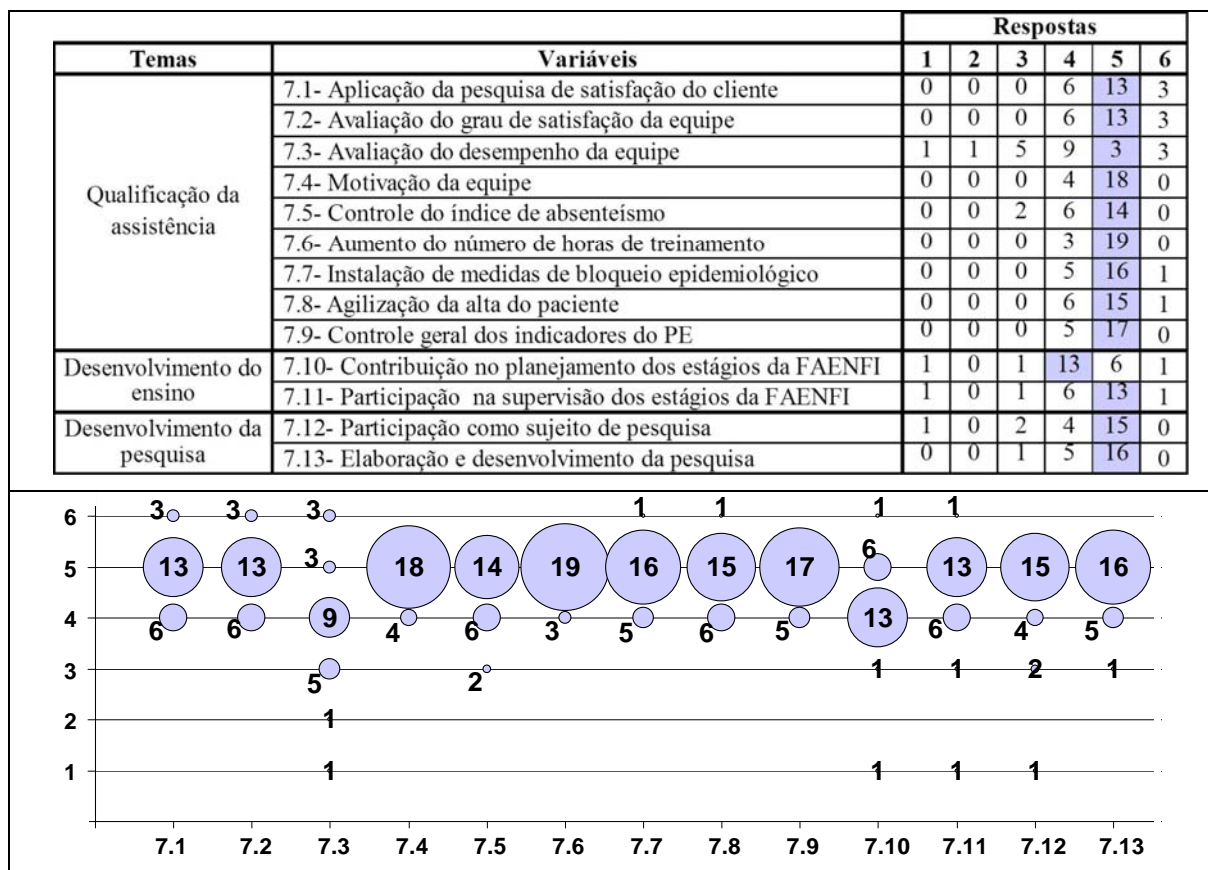 Respostas
Temas Variáveis 1 2 3 4 5 6
Qualificação da assistência
7.1- Aplicação da pesquisa de satisfação do cliente 0 0 0 6 13 3
7.2- Avaliação do grau de satisfação da equipe 0 0 0 6 13 3
7.3- Avaliação do desempenho da equipe 1 1 5 9 3 3
7.4- Motivação da equipe 0 0 0 4 18 0
7.5- Controle do índice de absenteísmo 0 0 2 6 14 0
7.6- Aumento do número de horas de treinamento 0 0 0 3 19 0
7.7- Instalação de medidas de bloqueio epidemiológico 0 0 0 5 16 1
7.8- Agilização da alta do paciente 0 0 0 6 15 1
7.9- Controle geral dos indicadores do PE 0 0 0 5 17 0
Desenvolvimento do ensino
7.10- Contribuição no planejamento dos estágios da FAENFI 1 0 1 13 6 1
7.11- Participação na supervisão dos estágios da FAENFI 1 0 1 6 13 1
Desenvolvimento da pesquisa
7.12- Participação como sujeito de pesquisa 1 0 2 4 15 0
7.13- Elaboração e desenvolvimento da pesquisa 0 0 1 5 16 0
6 3 3 3 1 1 1 1
5 13 13 3 18 14 19 16 15 17 6 13 15 16
4 6 6 9 4 6 3 5 6 5 13 6 4 5
3 5 2 1 1 2 1
2 1
1 1 1 1 1
7.1 7.2 7.3 7.4 7.5 7.6 7.7 7.8 7.9 7.10 7.11 7.12 7.13